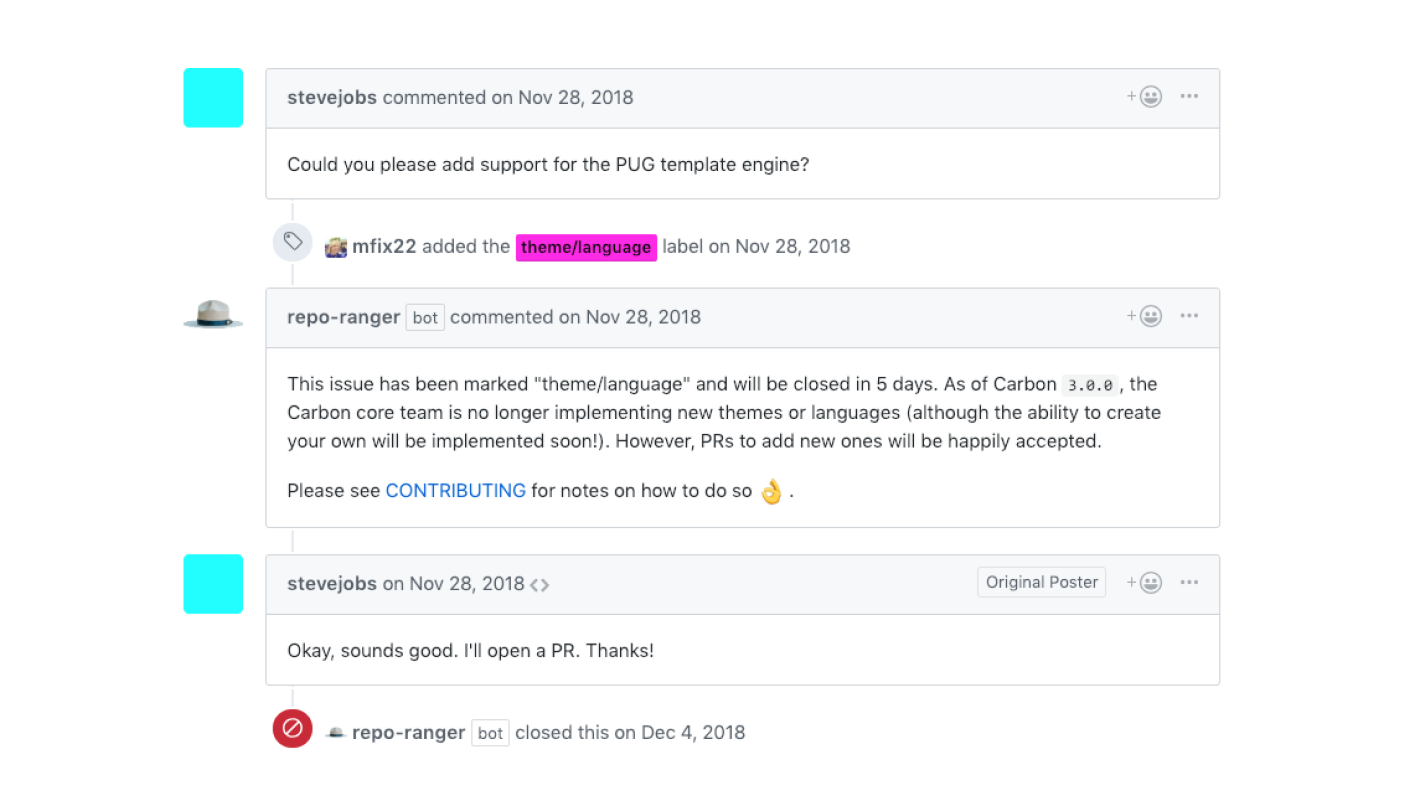 stevejobs commented on Nov 28, 2018
Could you please add support for the PUG template engine?
mfix22 added the theme/language label on Nov 28, 2018
repo-ranger bot commented on Nov 28, 2018
This issue has been marked "theme/language" and will be closed in 5 days. As of Carbon 3.0.0, the
Carbon core team is no longer implementing new themes or languages (although the ability to create
your own will be implemented soon!). However, PRs to add new ones will be happily accepted.
Please see CONTRIBUTING for notes on how to do so 👌 .
stevejobs on Nov 28, 2018 <> Original Poster
Okay, sounds good. I'll open a PR. Thanks!
repo-ranger bot closed this on Dec 4, 2018